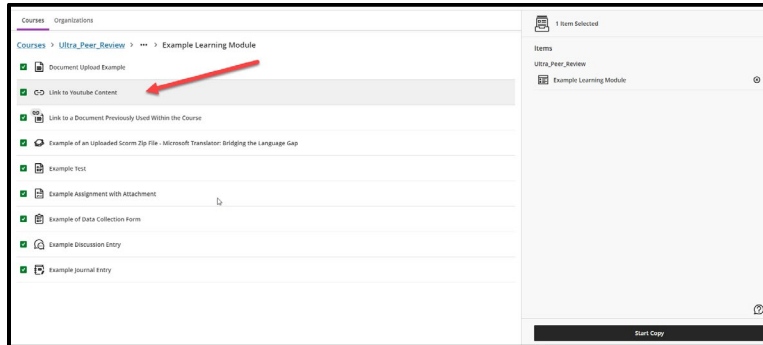 Courses Organizations
Courses > Ultra_Peer_Review > ··· > Example Learning Module
Document Upload Example
Link to Youtube Content
Link to a Document Previously Used Within the Course
Example of an Uploaded Scorm Zip File - Microsoft Translator: Bridging the Language Gap
Example Test
Example Assignment with Attachment
Example of Data Collection Form
Example Discussion Entry
Example Journal Entry
1 Item Selected
Items
Ultra_Peer_Review
Example Learning Module
Start Copy